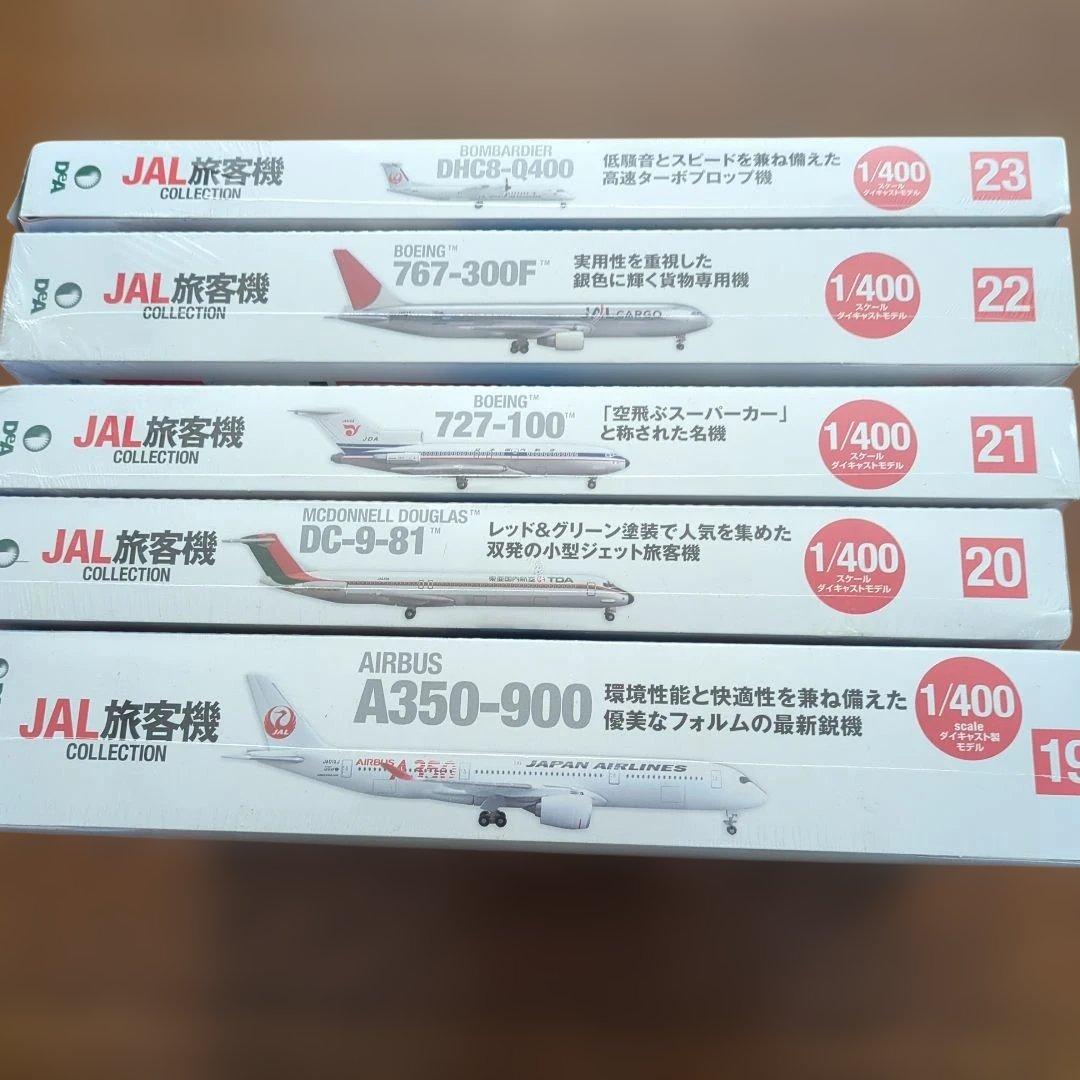 DeA
JAL旅客機
COLLECTION
BOMBARDIER
DHC8-Q400
低騒音とスピードを兼ね備えた
高速ターボプロップ機
1/400
スケール
ダイキャストモデル
23
DeA
JAL旅客機
COLLECTION
BOEING™
767-300F™
JAL CARGO
実用性を重視した
銀色に輝く貨物専用機
1/400
スケール
ダイキャストモデル
22
DeA
JAL旅客機
COLLECTION
JDA
BOEING™
727-100™
「空飛ぶスーパーカー」
と称された名機
1/400
スケール
ダイキャストモデル
21
JAL旅客機
COLLECTION
MCDONNELL DOUGLAS™
DC-9-81™
東亜国内航空 TDA
レッド&グリーン塗装で人気を集めた
双発の小型ジェット旅客機
1/400
スケール
ダイキャストモデル
20
JAL旅客機
COLLECTION
AIRBUS
A350-900
JAL
AIRBUS A350
JAPAN AIRLINES
環境性能と快適性を兼ね備えた
優美なフォルムの最新鋭機
1/400
scale
ダイキャスト製
モデル
19